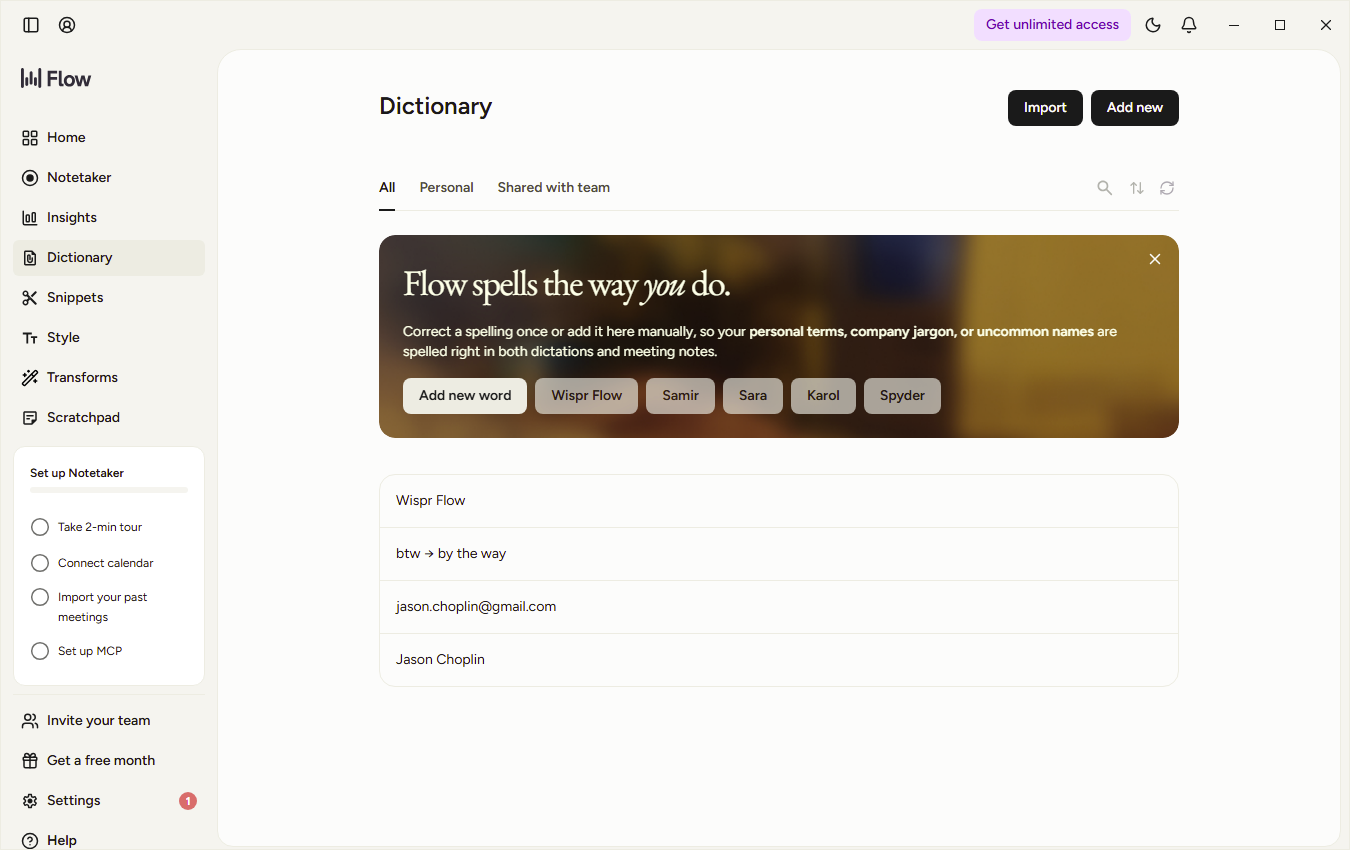 Get unlimited access
Flow
Home
Notetaker
Insights
Dictionary
Snippets
Style
Transforms
Scratchpad
Set up Notetaker
Take 2-min tour
Connect calendar
Import your past
meetings
Set up MCP
Invite your team
Get a free month
Settings
1
Help
Dictionary
Import
Add new
All
Personal
Shared with team
Flow spells the way you do.
Correct a spelling once or add it here manually, so your personal terms, company jargon, or uncommon names are
spelled right in both dictations and meeting notes.
Add new word
Wispr Flow
Samir
Sara
Karol
Spyder
Wispr Flow
btw → by the way
jason.choplin@gmail.com
Jason Choplin